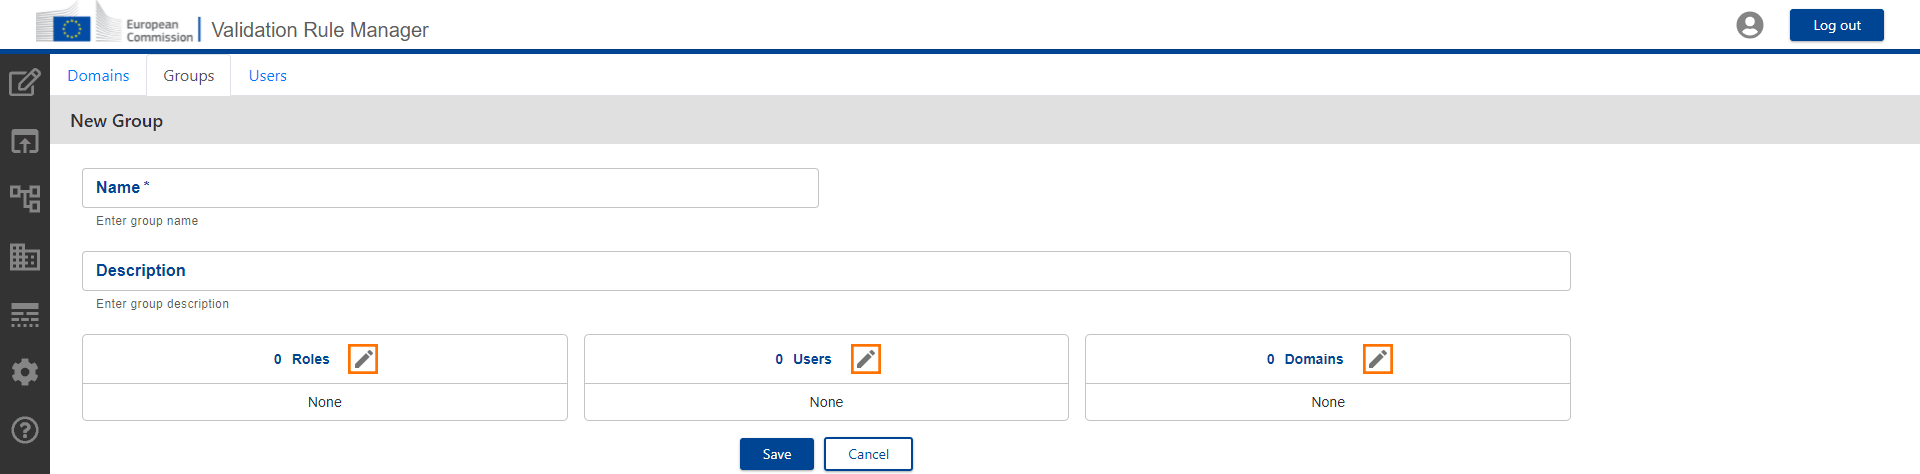 European
Commission
Validation Rule Manager
Log out
Domains
Groups
Users
New Group
Name *
Enter group name
Description
Enter group description
0 Roles
0 Users
0 Domains
None
None
None
Save
Cancel